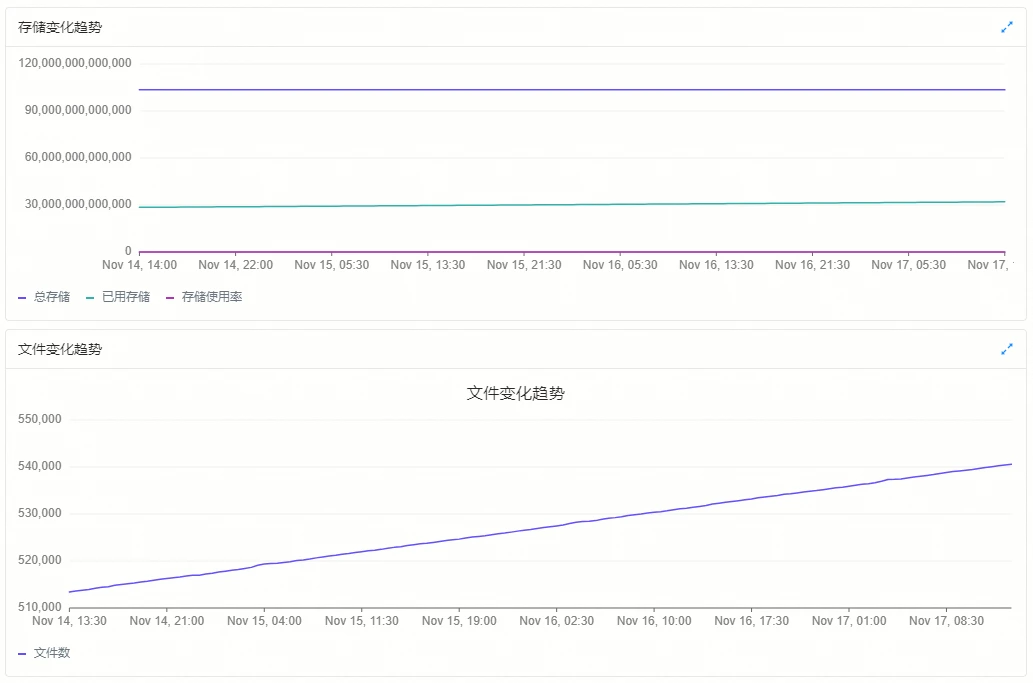 存储变化趋势
120,000,000,000,000
90,000,000,000,000
60,000,000,000,000
30,000,000,000,000
0
Nov 14, 14:00 Nov 14, 22:00 Nov 15, 05:30 Nov 15, 13:30 Nov 15, 21:30 Nov 16, 05:30 Nov 16, 13:30 Nov 16, 21:30 Nov 17, 05:30 Nov 17,
总存储 已用存储 存储使用率
文件变化趋势
文件变化趋势
550,000
540,000
530,000
520,000
510,000
Nov 14, 13:30 Nov 14, 21:00 Nov 15, 04:00 Nov 15, 11:30 Nov 15, 19:00 Nov 16, 02:30 Nov 16, 10:00 Nov 16, 17:30 Nov 17, 01:00 Nov 17, 08:30
文件数